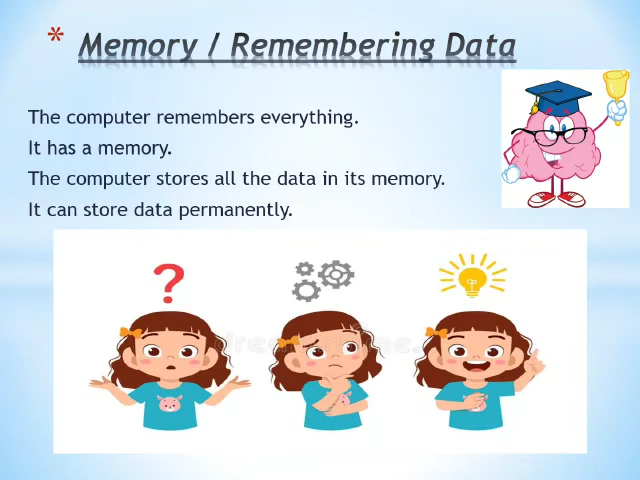 * Memory / Remembering Data
The computer remembers everything.
It has a memory.
The computer stores all the data in its memory.
It can store data permanently.
?